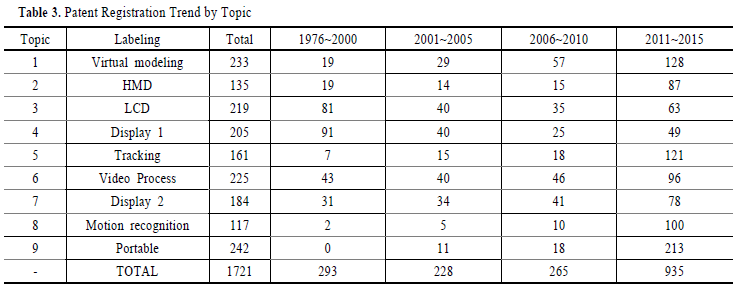 Table 3. Patent Registration Trend by Topic
Topic Labeling Total 1976~2000 2001~2005 2006~2010 2011~2015
1 Virtual modeling 233 19 29 57 128
2 HMD 135 19 14 15 87
3 LCD 219 81 40 35 63
4 Display 1 205 91 40 25 49
5 Tracking 161 7 15 18 121
6 Video Process 225 43 40 46 96
7 Display 2 184 31 34 41 78
8 Motion recognition 117 2 5 10 100
9 Portable 242 0 11 18 213
- TOTAL 1721 293 228 265 935